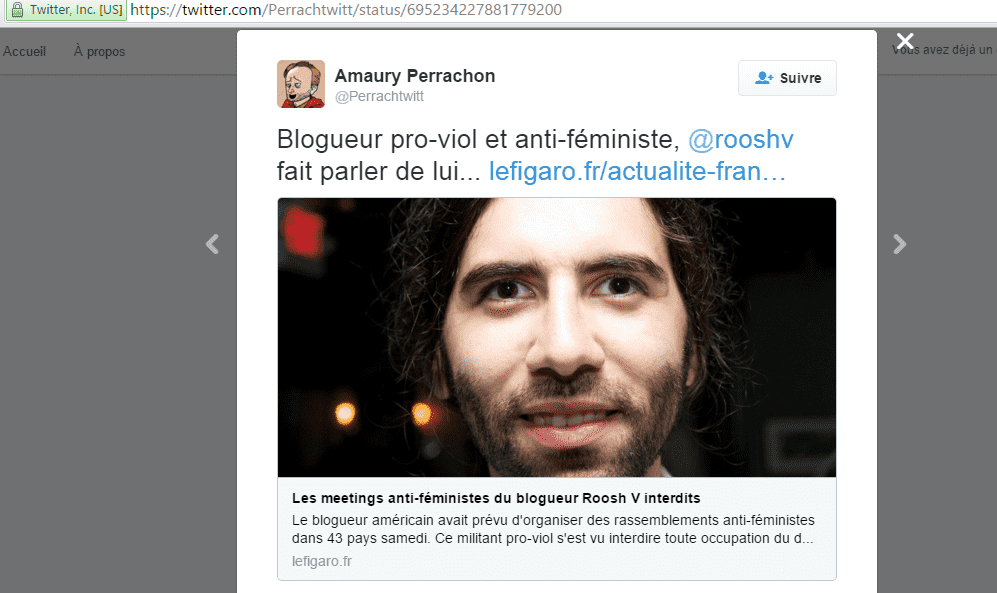 Twitter, Inc. [US] https://twitter.com/Perrachtwitt/status/695234227881779200
Accueil À propos
Vous avez déjà un
Amaury Perrachon
@Perrachtwitt
Suivre
Blogueur pro-viol et anti-féministe, @rooshv
fait parler de lui... lefigaro.fr/actualite-fran…
Les meetings anti-féministes du blogueur Roosh V interdits
Le blogueur américain avait prévu d'organiser des rassemblements anti-féministes
dans 43 pays samedi. Ce militant pro-viol s'est vu interdire toute occupation du d...
lefigaro.fr